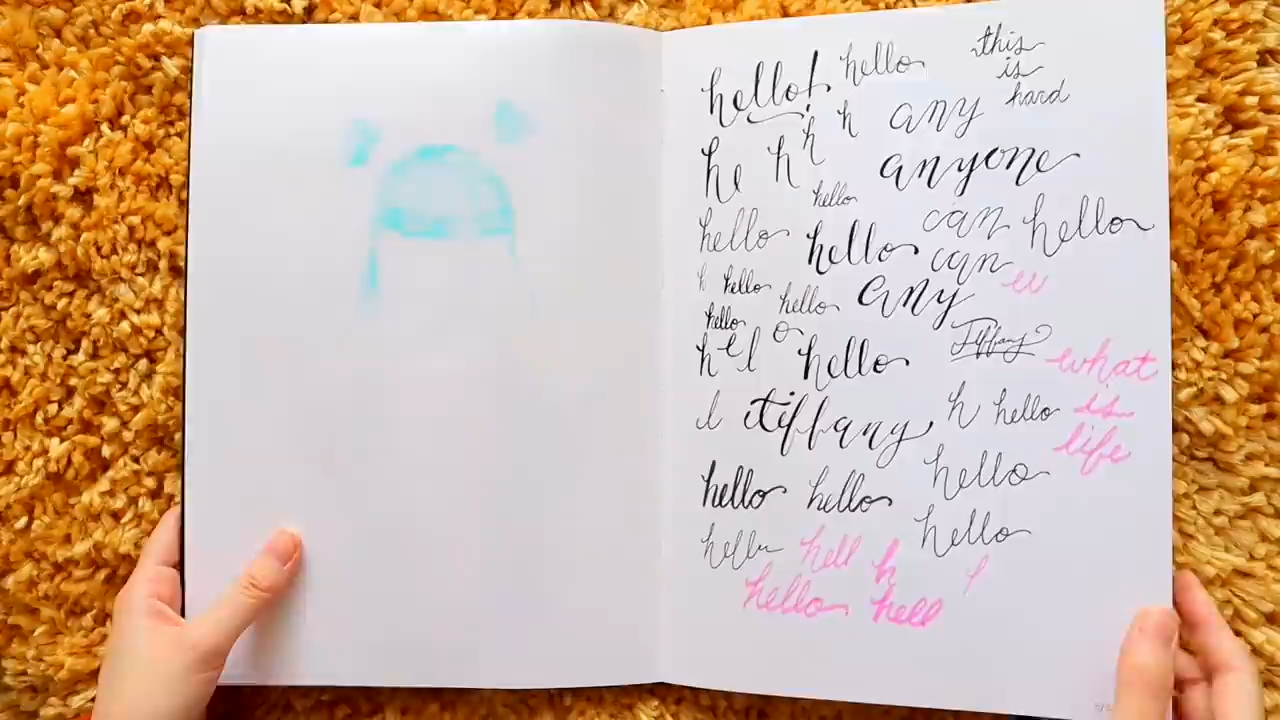 hello! hello this
is
h h any hard
he h h anyone
hello
hello hello can hello
can
h hello hello any
hello o Tiffany what
h e l hello
l tiffany h hello is
life
hello hello hello
hello
hell h
hello hell